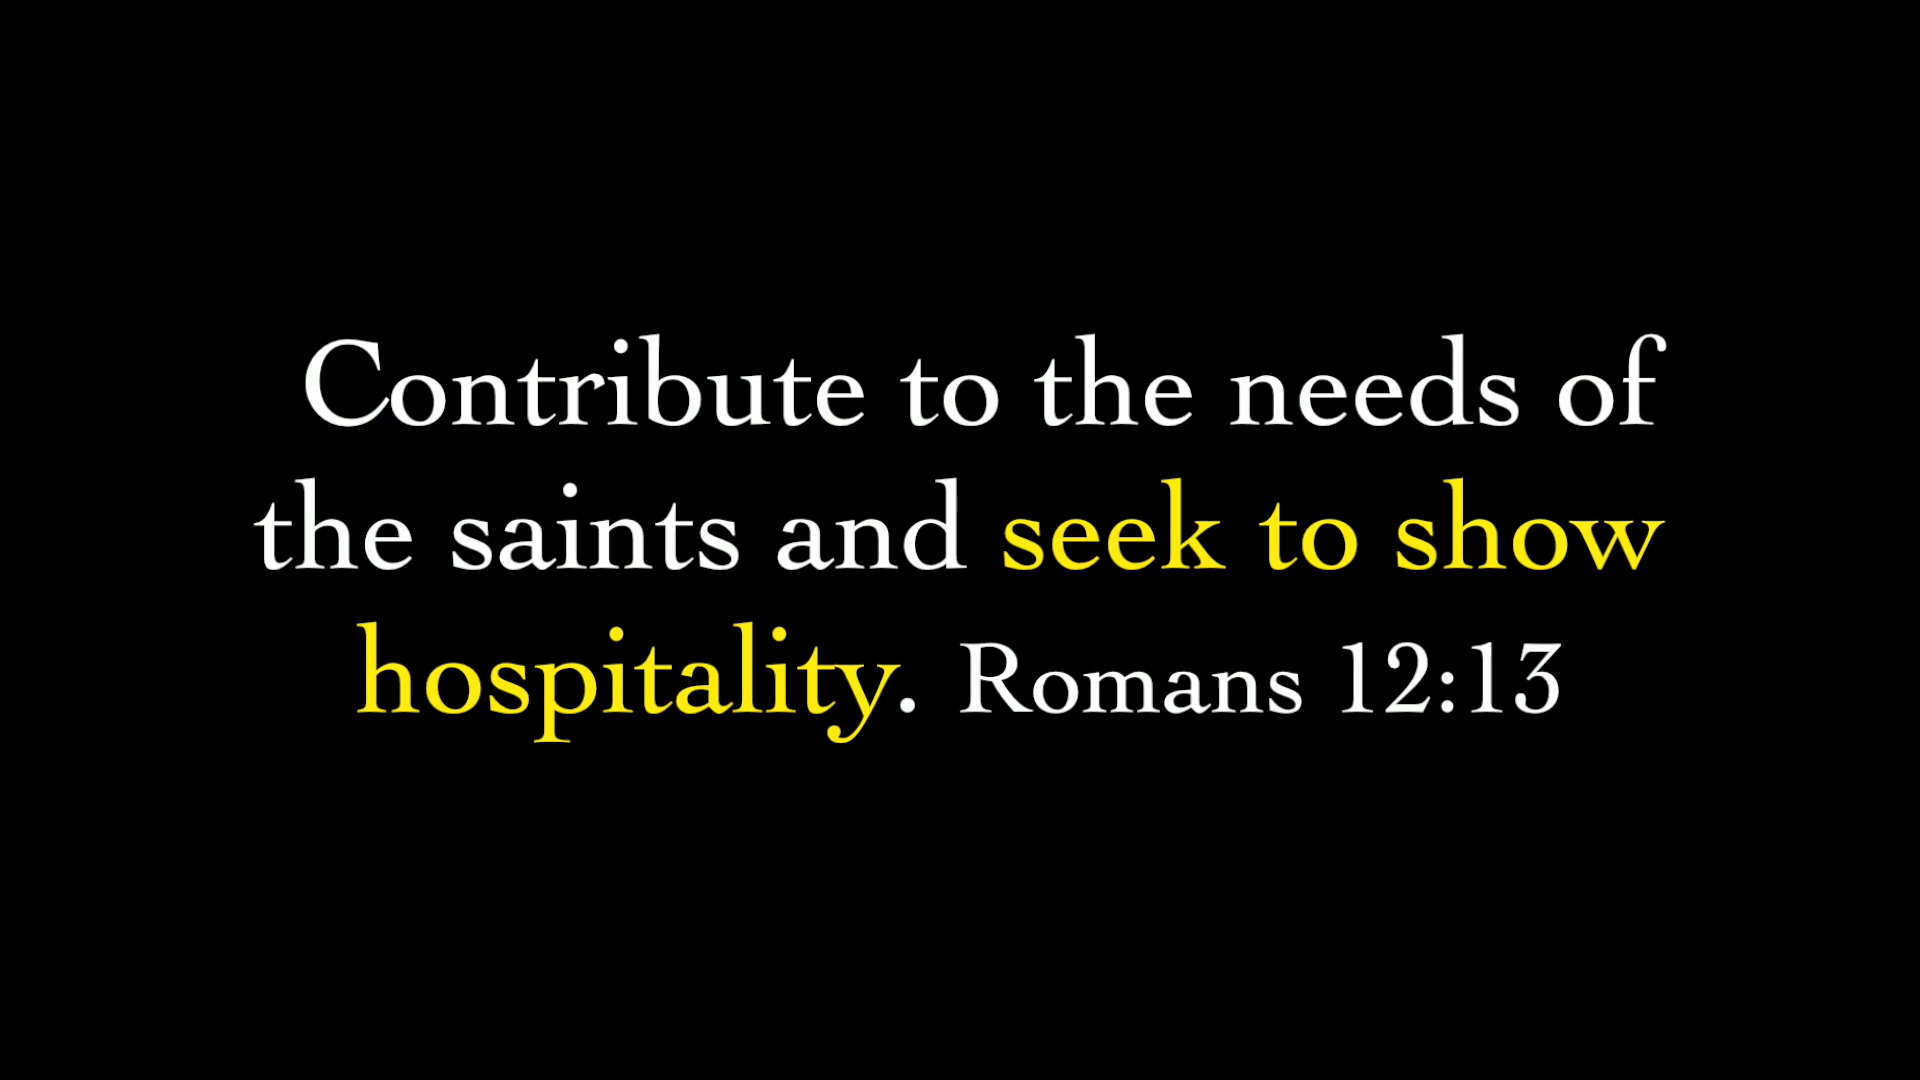 Contribute to the needs of
the saints and seek to show
hospitality. Romans 12:13